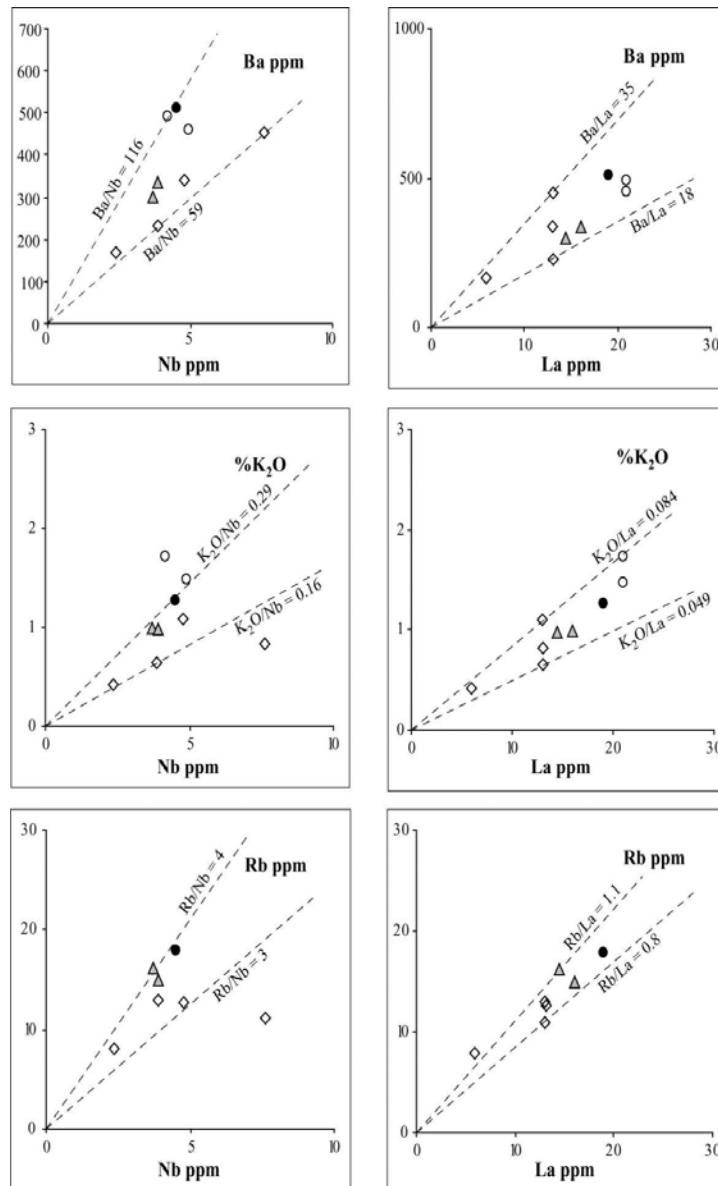 700
600
500
400
300
200
100
0
Ba ppm
Ba/Nb = 116
Ba/Nb = 59
0 5 10
Nb ppm
1000
500
0
Ba ppm
Ba/La = 35
Ba/La = 18
0 10 20 30
La ppm
3
2
1
0
%K₂O
K₂O/Nb = 0.29
K₂O/Nb = 0.16
0 5 10
Nb ppm
3
2
1
0
%K₂O
K₂O/La = 0.084
K₂O/La = 0.049
0 10 20 30
La ppm
30
20
10
0
Rb ppm
Rb/Nb = 4
Rb/Nb = 3
0 5 10
Nb ppm
30
20
10
0
Rb ppm
Rb/La = 1.1
Rb/La = 0.8
0 10 20 30
La ppm